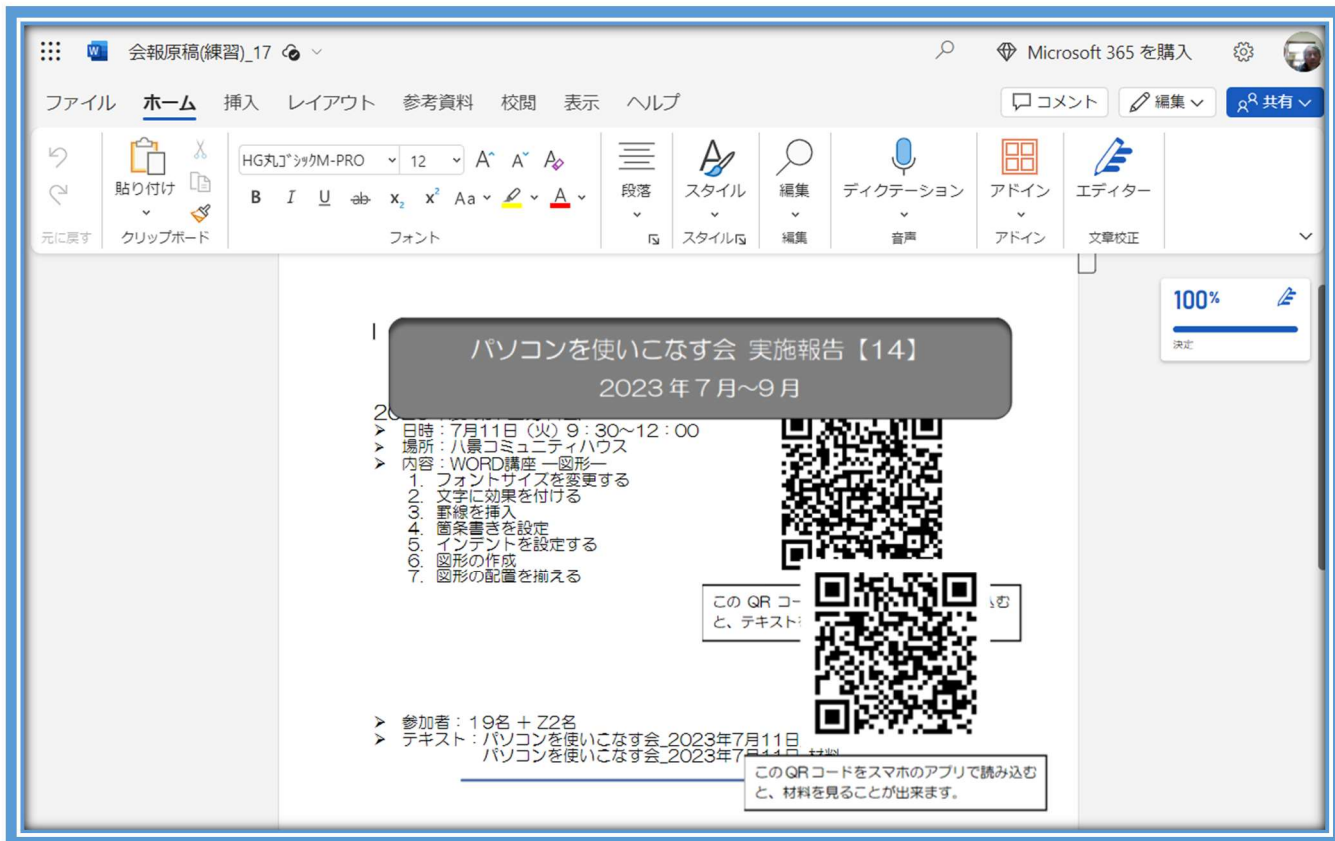 会報原稿(練習)_17
Microsoft 365 を購入
ファイル ホーム 挿入 レイアウト 参考資料 校閲 表示 ヘルプ
コメント 編集 共有
貼り付け
HG丸ゴシックM-PRO 12
段落 スタイル 編集 ディクテーション アドイン エディター
元に戻す クリップボード フォント スタイル 編集 音声 アドイン 文章校正
100%
決定
パソコンを使いこなす会 実施報告【14】
2023年7月~9月
➢ 日時:7月11日(火)9:30~12:00
➢ 場所:八景コミュニティハウス
➢ 内容:WORD講座 ―図形―
1. フォントサイズを変更する
2. 文字に効果を付ける
3. 罫線を挿入
4. 箇条書きを設定
5. インデントを設定する
6. 図形の作成
7. 図形の配置を揃える
この QR コー
込む
と、テキスト
➢ 参加者:19名 + Z2名
➢ テキスト:パソコンを使いこなす会_2023年7月11日
パソコンを使いこなす会_2023年7月11日_材料
このQRコードをスマホのアプリで読み込む
と、材料を見ることが出来ます。